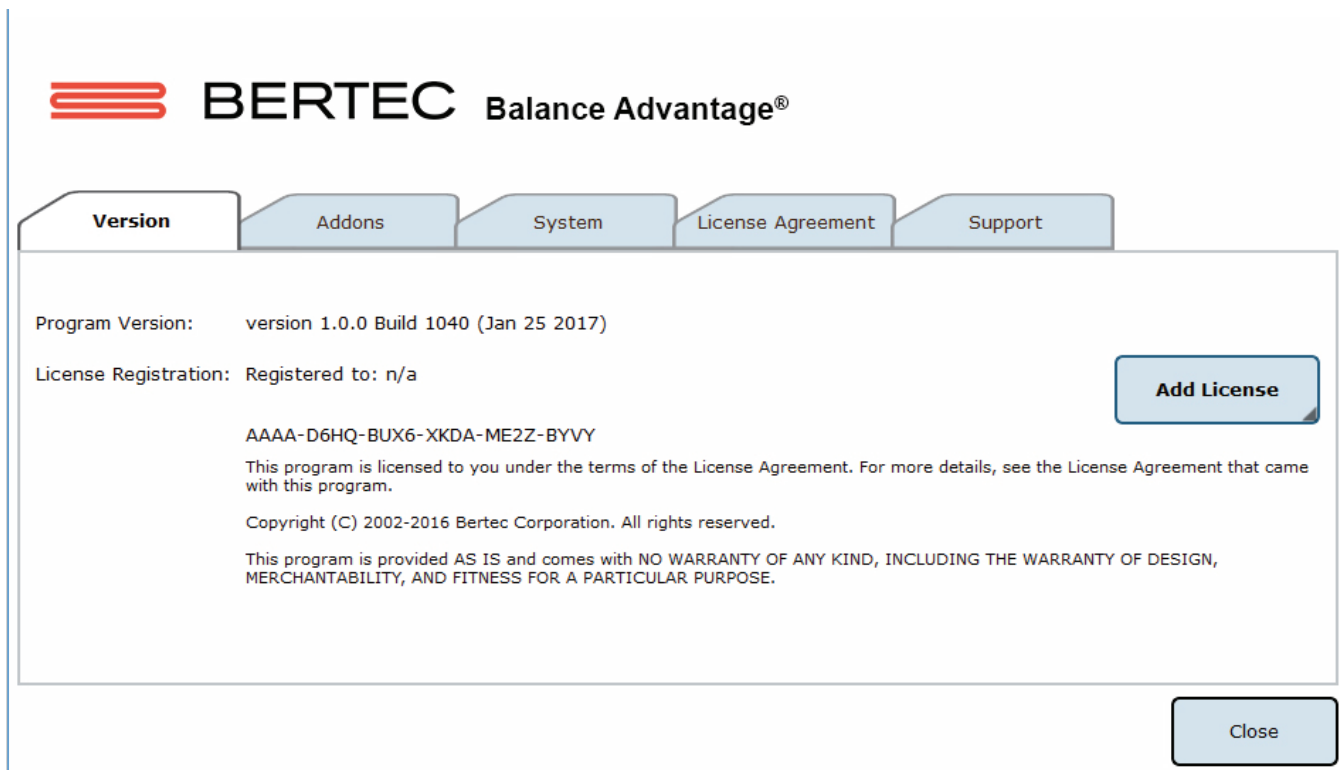 BERTEC Balance Advantage®
Version Addons System License Agreement Support
Program Version: version 1.0.0 Build 1040 (Jan 25 2017)
License Registration: Registered to: n/a
Add License
AAAA-D6HQ-BUX6-XKDA-ME2Z-BYVY
This program is licensed to you under the terms of the License Agreement. For more details, see the License Agreement that came
with this program.
Copyright (C) 2002-2016 Bertec Corporation. All rights reserved.
This program is provided AS IS and comes with NO WARRANTY OF ANY KIND, INCLUDING THE WARRANTY OF DESIGN,
MERCHANTABILITY, AND FITNESS FOR A PARTICULAR PURPOSE.
Close